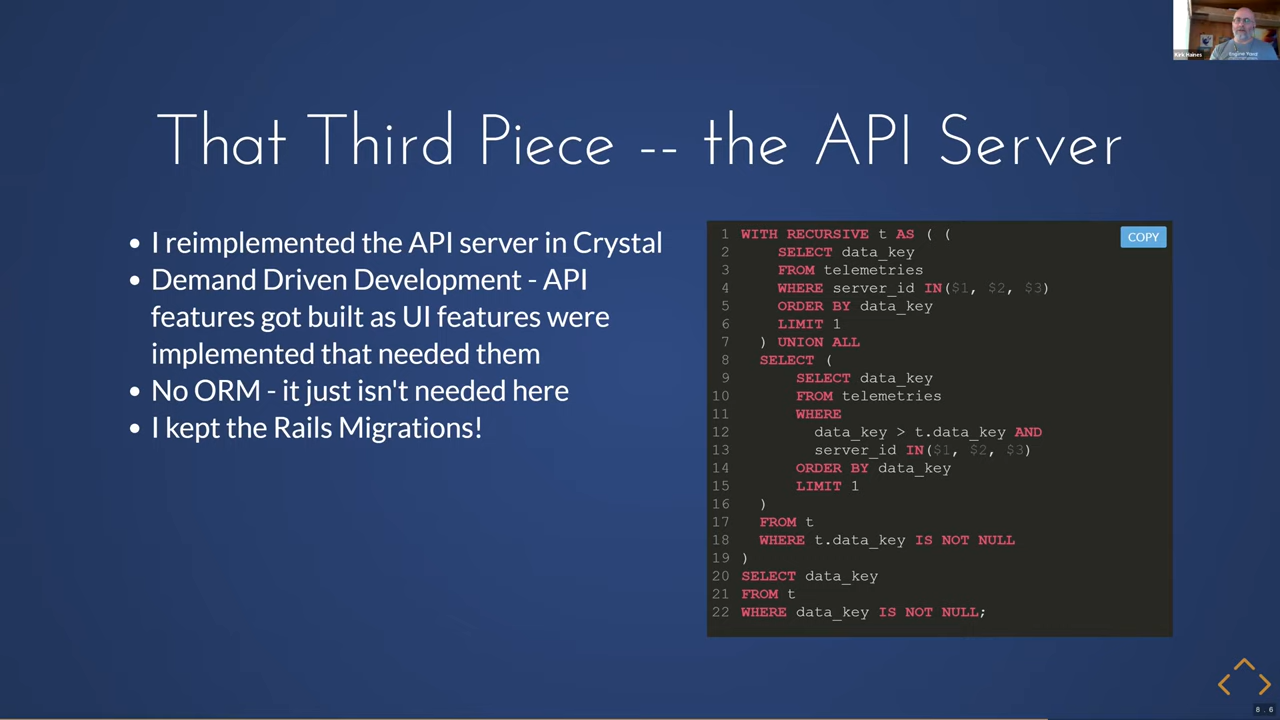 Kirk Haines
Engine Yard
That Third Piece -- the API Server
• I reimplemented the API server in Crystal
• Demand Driven Development - API
features got built as UI features were
implemented that needed them
• No ORM - it just isn't needed here
• I kept the Rails Migrations!
COPY
1 WITH RECURSIVE t AS ( (
2     SELECT data_key
3     FROM telemetries
4     WHERE server_id IN($1, $2, $3)
5     ORDER BY data_key
6     LIMIT 1
7   ) UNION ALL
8   SELECT (
9       SELECT data_key
10       FROM telemetries
11       WHERE
12         data_key > t.data_key AND
13         server_id IN($1, $2, $3)
14       ORDER BY data_key
15       LIMIT 1
16   )
17   FROM t
18   WHERE t.data_key IS NOT NULL
19 )
20 SELECT data_key
21 FROM t
22 WHERE data_key IS NOT NULL;
8.6